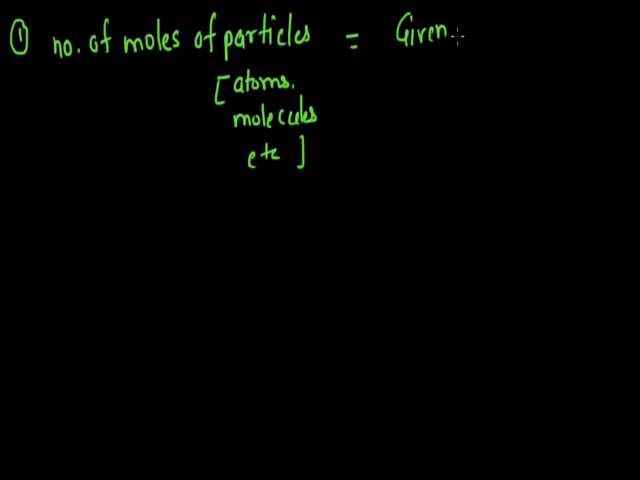 ① no. of moles of particles = Given
[atoms.
molecules
etc ]